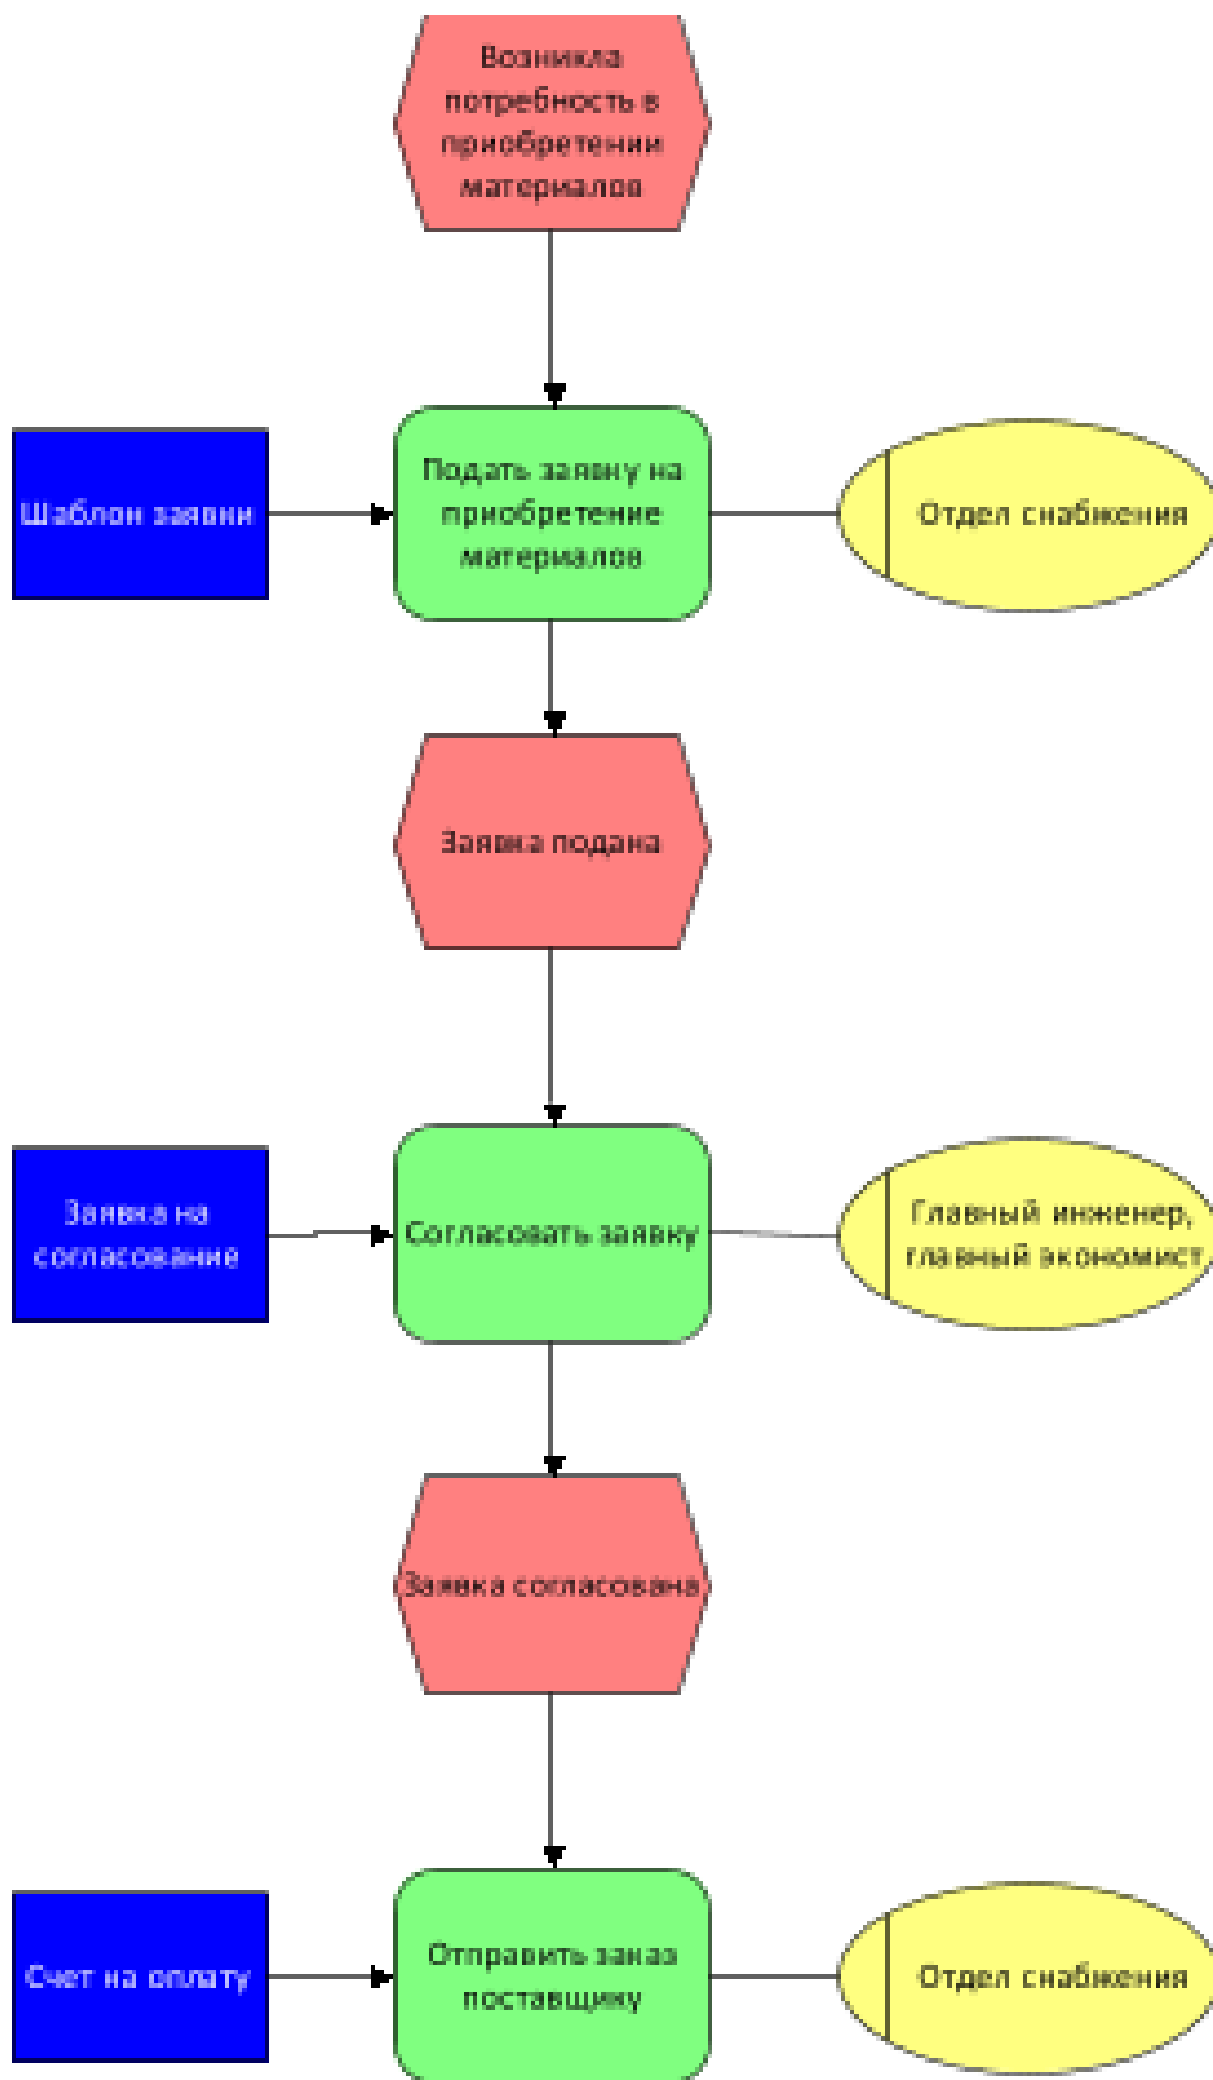 Возникла
потребность в
приобретении
материалов
Шаблон заявки
Подать заявку на
приобретение
материалов
Отдел снабжения
Заявка подана
Заявка на
согласование
Согласовать заявку
Главный инженер,
главный экономист
Заявка согласована
Счет на оплату
Отправить заказ
поставщику
Отдел снабжения